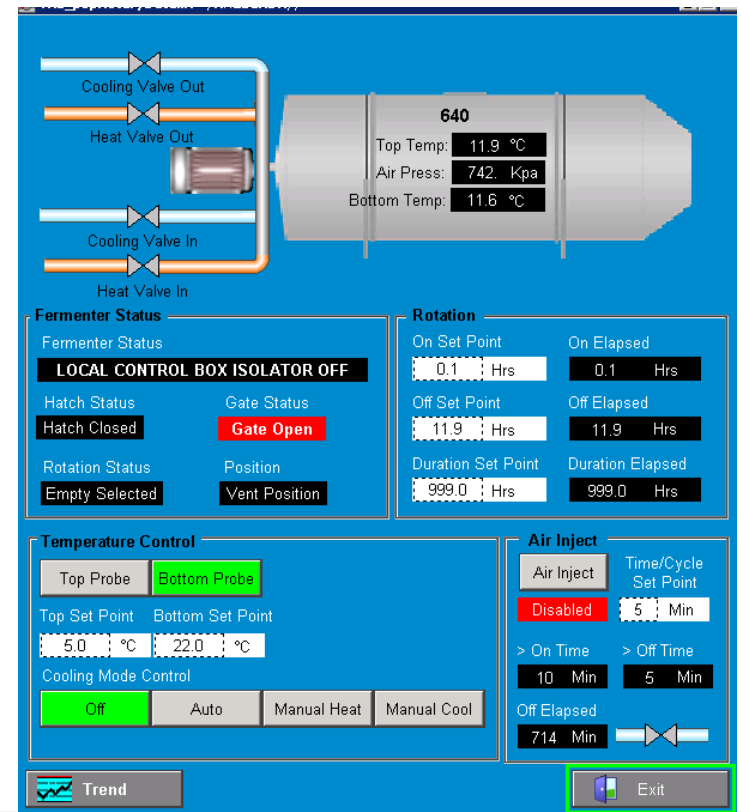 Cooling Valve Out
Heat Valve Out
640
Top Temp: 11.9 °C
Air Press: 742. Kpa
Bottom Temp: 11.6 °C
Cooling Valve In
Heat Valve In
Fermenter Status
Fermenter Status
LOCAL CONTROL BOX ISOLATOR OFF
Hatch Status Gate Status
Hatch Closed Gate Open
Rotation Status Position
Empty Selected Vent Position
Rotation
On Set Point On Elapsed
0.1 Hrs 0.1 Hrs
Off Set Point Off Elapsed
11.9 Hrs 11.9 Hrs
Duration Set Point Duration Elapsed
999.0 Hrs 999.0 Hrs
Temperature Control
Top Probe Bottom Probe
Top Set Point Bottom Set Point
5.0 °C 22.0 °C
Cooling Mode Control
Off Auto Manual Heat Manual Cool
Air Inject
Air Inject Time/Cycle
Set Point
Disabled 5 Min
> On Time > Off Time
10 Min 5 Min
Off Elapsed
714 Min
Trend
Exit